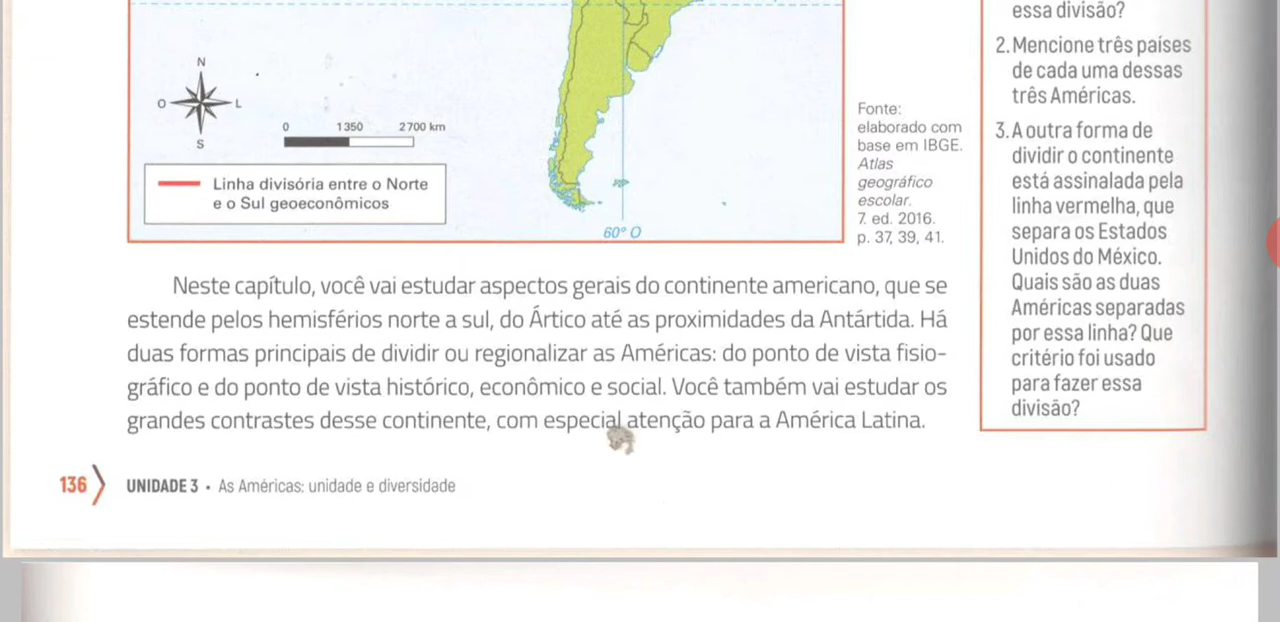 N
O
L
S
0 1 350 2 700 km
Linha divisória entre o Norte
e o Sul geoeconômicos
60° O
Fonte:
elaborado com
base em IBGE.
Atlas
geográfico
escolar.
7. ed. 2016.
p. 37, 39, 41.
Neste capítulo, você vai estudar aspectos gerais do continente americano, que se
estende pelos hemisférios norte a sul, do Ártico até as proximidades da Antártida. Há
duas formas principais de dividir ou regionalizar as Américas: do ponto de vista fisio-
gráfico e do ponto de vista histórico, econômico e social. Você também vai estudar os
grandes contrastes desse continente, com especial atenção para a América Latina.
essa divisão?
2. Mencione três países
de cada uma dessas
três Américas.
3. A outra forma de
dividir o continente
está assinalada pela
linha vermelha, que
separa os Estados
Unidos do México.
Quais são as duas
Américas separadas
por essa linha? Que
critério foi usado
para fazer essa
divisão?
136 UNIDADE 3 • As Américas: unidade e diversidade